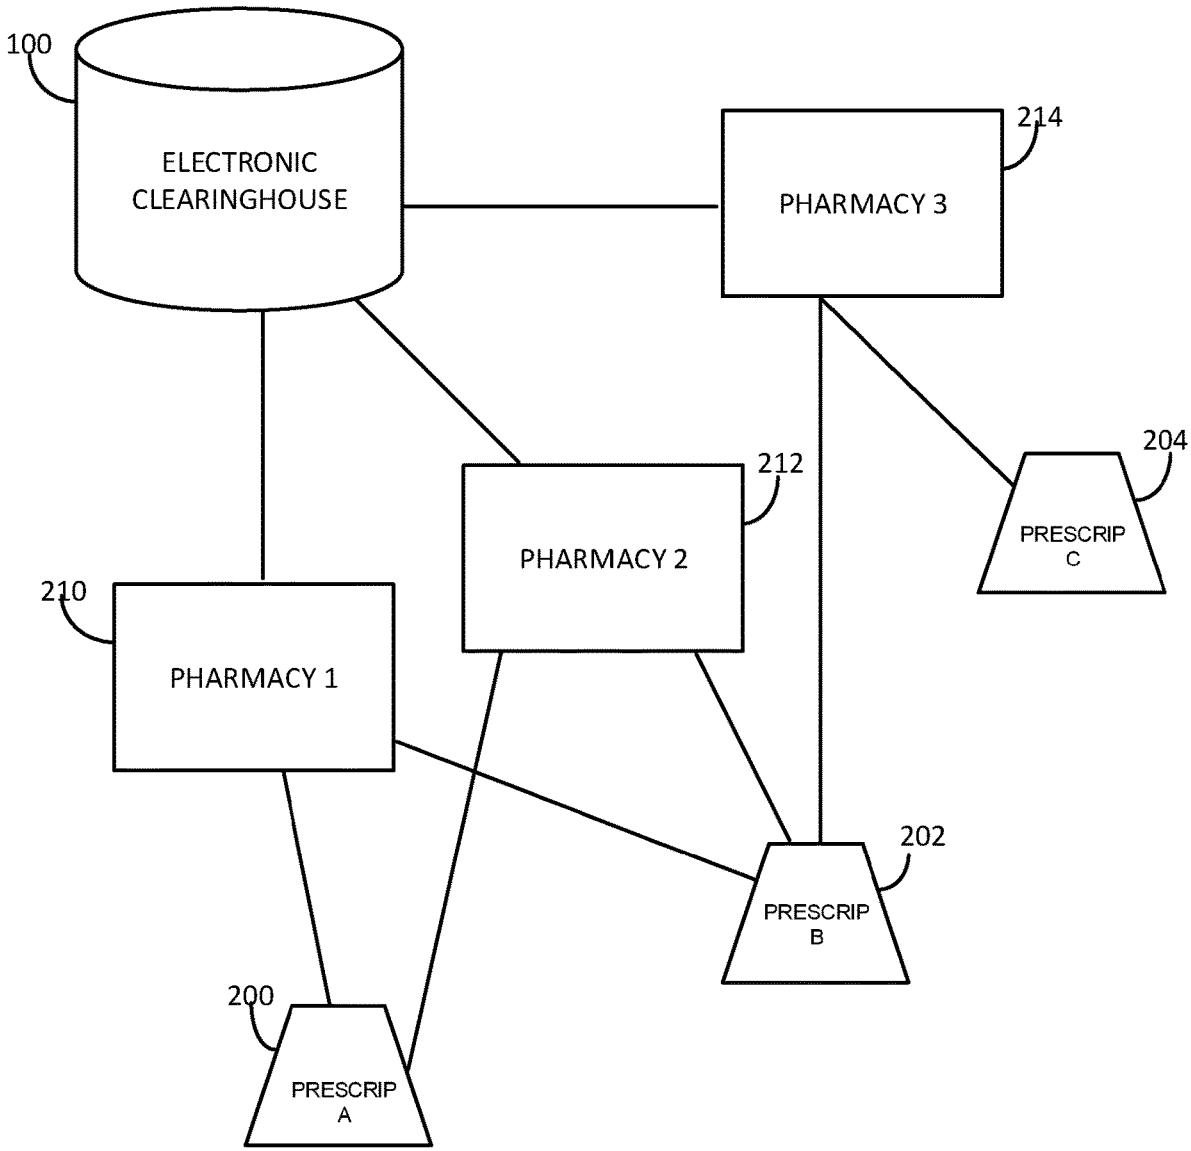 100
ELECTRONIC
CLEARINGHOUSE
214
PHARMACY 3
204
PRESCRIP
C
212
PHARMACY 2
210
PHARMACY 1
202
PRESCRIP
B
200
PRESCRIP
A